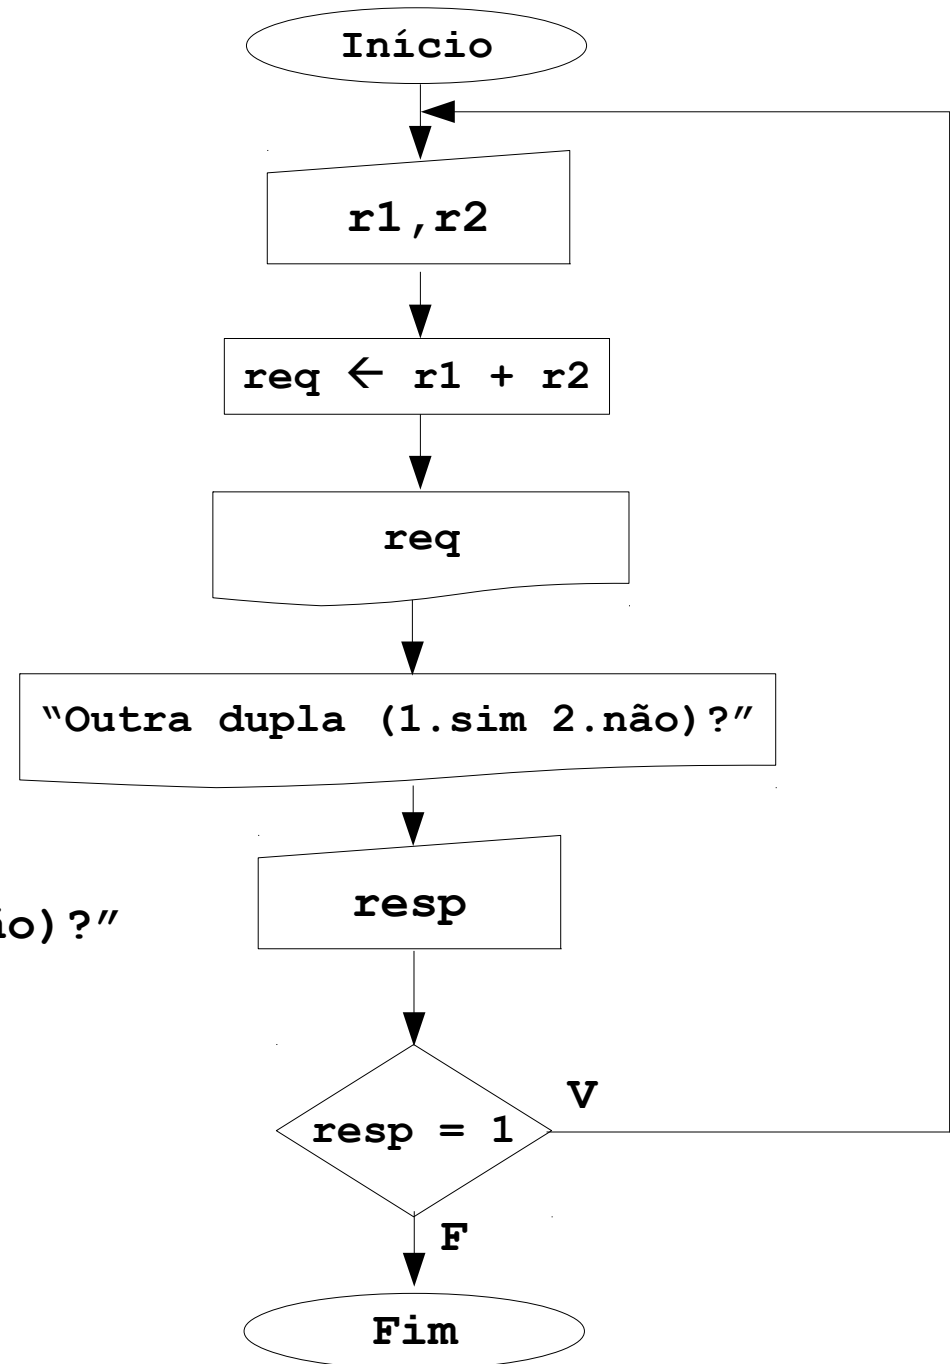 Início
r1,r2
req ← r1 + r2
req
“Outra dupla (1.sim 2.não)?”
resp
o)?”
resp = 1
V
F
Fim